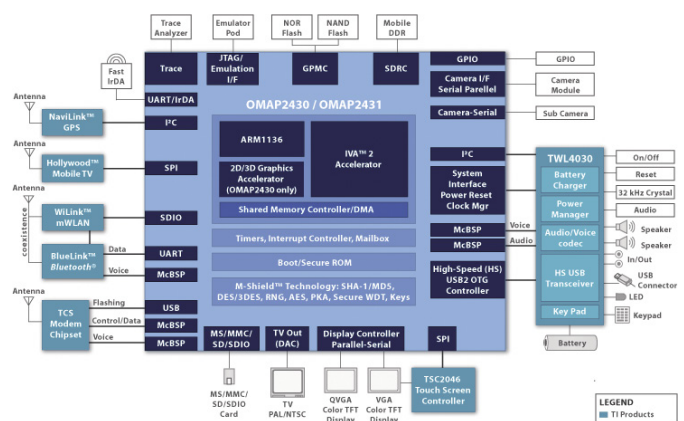 Trace
Analyzer
Emulator
Pod
NOR
Flash
NAND
Flash
Mobile
DDR
Fast
IrDA
Trace
JTAG/
Emulation
I/F
GPMC
SDRC
GPIO
GPIO
Camera I/F
Serial Parellel
Camera
Module
Camera-Serial
Sub Camera
UART/IrDA
OMAP2430 / OMAP2431
Antenna
NaviLink™
GPS
I²C
ARM1136
2D/3D Graphics
Accelerator
(OMAP2430 only)
IVA™ 2
Accelerator
Shared Memory Controller/DMA
Antenna
Hollywood™
Mobile TV
SPI
Antenna
coexistence
WiLink™
mWLAN
SDIO
BlueLink™
Bluetooth®
Data
UART
Voice
McBSP
Timers, Interrupt Controller, Mailbox
Boot/Secure ROM
M-Shield™ Technology: SHA-1/MD5,
DES/3DES, RNG, AES, PKA, Secure WDT, Keys
Antenna
TCS
Modem
Chipset
Flashing
USB
Control/Data
McBSP
Voice
McBSP
I²C
System
Interface
Power Reset
Clock Mgr
McBSP
Voice
McBSP
Audio
High-Speed (HS)
USB2 OTG
Controller
TWL4030
Battery
Charger
Power
Manager
Audio/Voice
codec
HS USB
Transceiver
Key Pad
On/Off
Reset
32 kHz Crystal
Audio
Speaker
Speaker
In/Out
USB
Connector
LED
Keypad
Battery
MS/MMC/
SD/SDIO
TV Out
(DAC)
Display Controller
Parallel-Serial
SPI
MS/MMC/
SD/SDIO
Card
TV
PAL/NTSC
QVGA
Color TFT
Display
VGA
Color TFT
Display
TSC2046
Touch Screen
Controller
LEGEND
TI Products